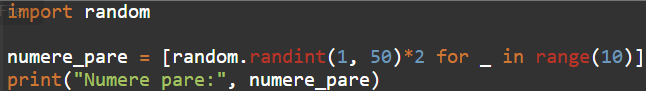 import random
numere_pare = [random.randint(1, 50)*2 for _ in range(10)]
print("Numere pare:", numere_pare)